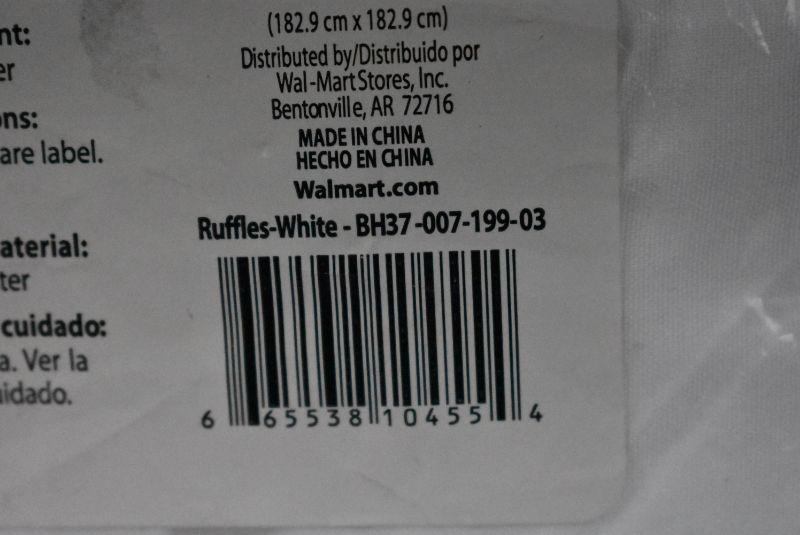 nt:
er
ns:
are label.
aterial:
ter
cuidado:
a. Ver la
uidado.
(182.9 cm x 182.9 cm)
Distributed by/Distribuido por
Wal-Mart Stores, Inc.
Bentonville, AR 72716
MADE IN CHINA
HECHO EN CHINA
Walmart.com
Ruffles-White - BH37-007-199-03
6 65538 10455 4